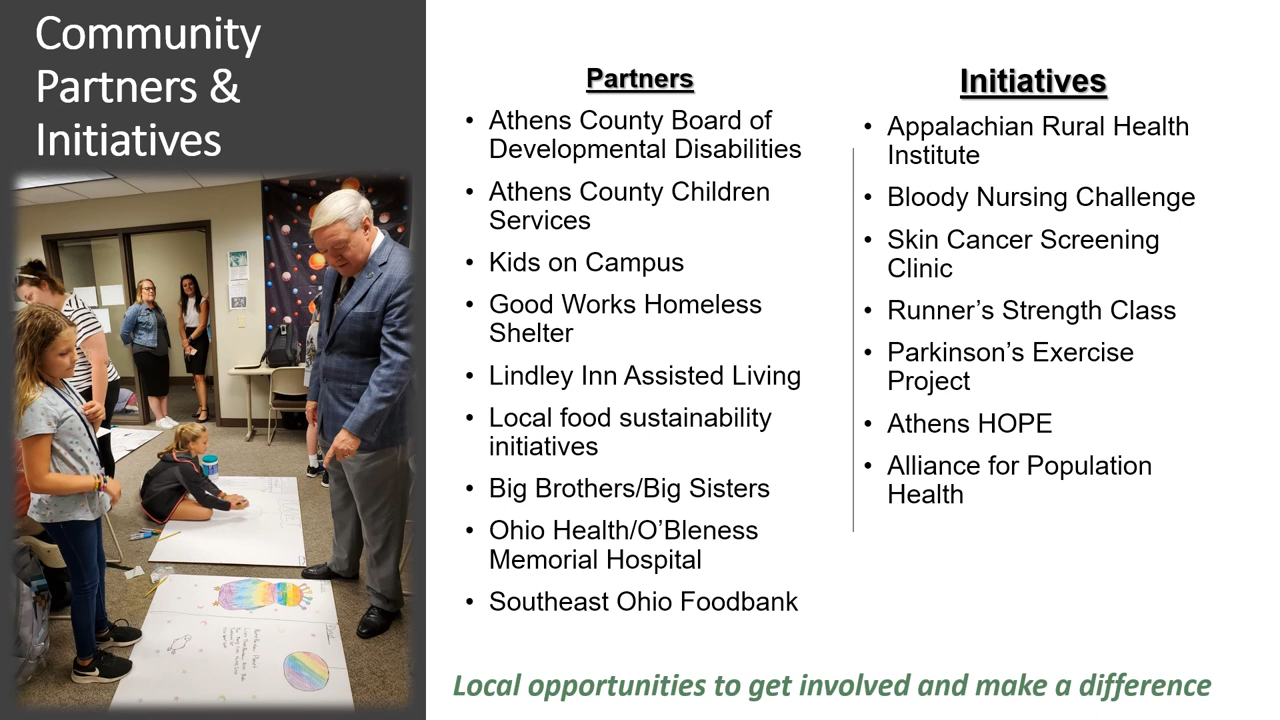 Community
Partners &
Initiatives
Partners
• Athens County Board of
Developmental Disabilities
• Athens County Children
Services
• Kids on Campus
• Good Works Homeless
Shelter
• Lindley Inn Assisted Living
• Local food sustainability
initiatives
• Big Brothers/Big Sisters
• Ohio Health/O’Bleness
Memorial Hospital
• Southeast Ohio Foodbank
Initiatives
• Appalachian Rural Health
Institute
• Bloody Nursing Challenge
• Skin Cancer Screening
Clinic
• Runner’s Strength Class
• Parkinson’s Exercise
Project
• Athens HOPE
• Alliance for Population
Health
Local opportunities to get involved and make a difference